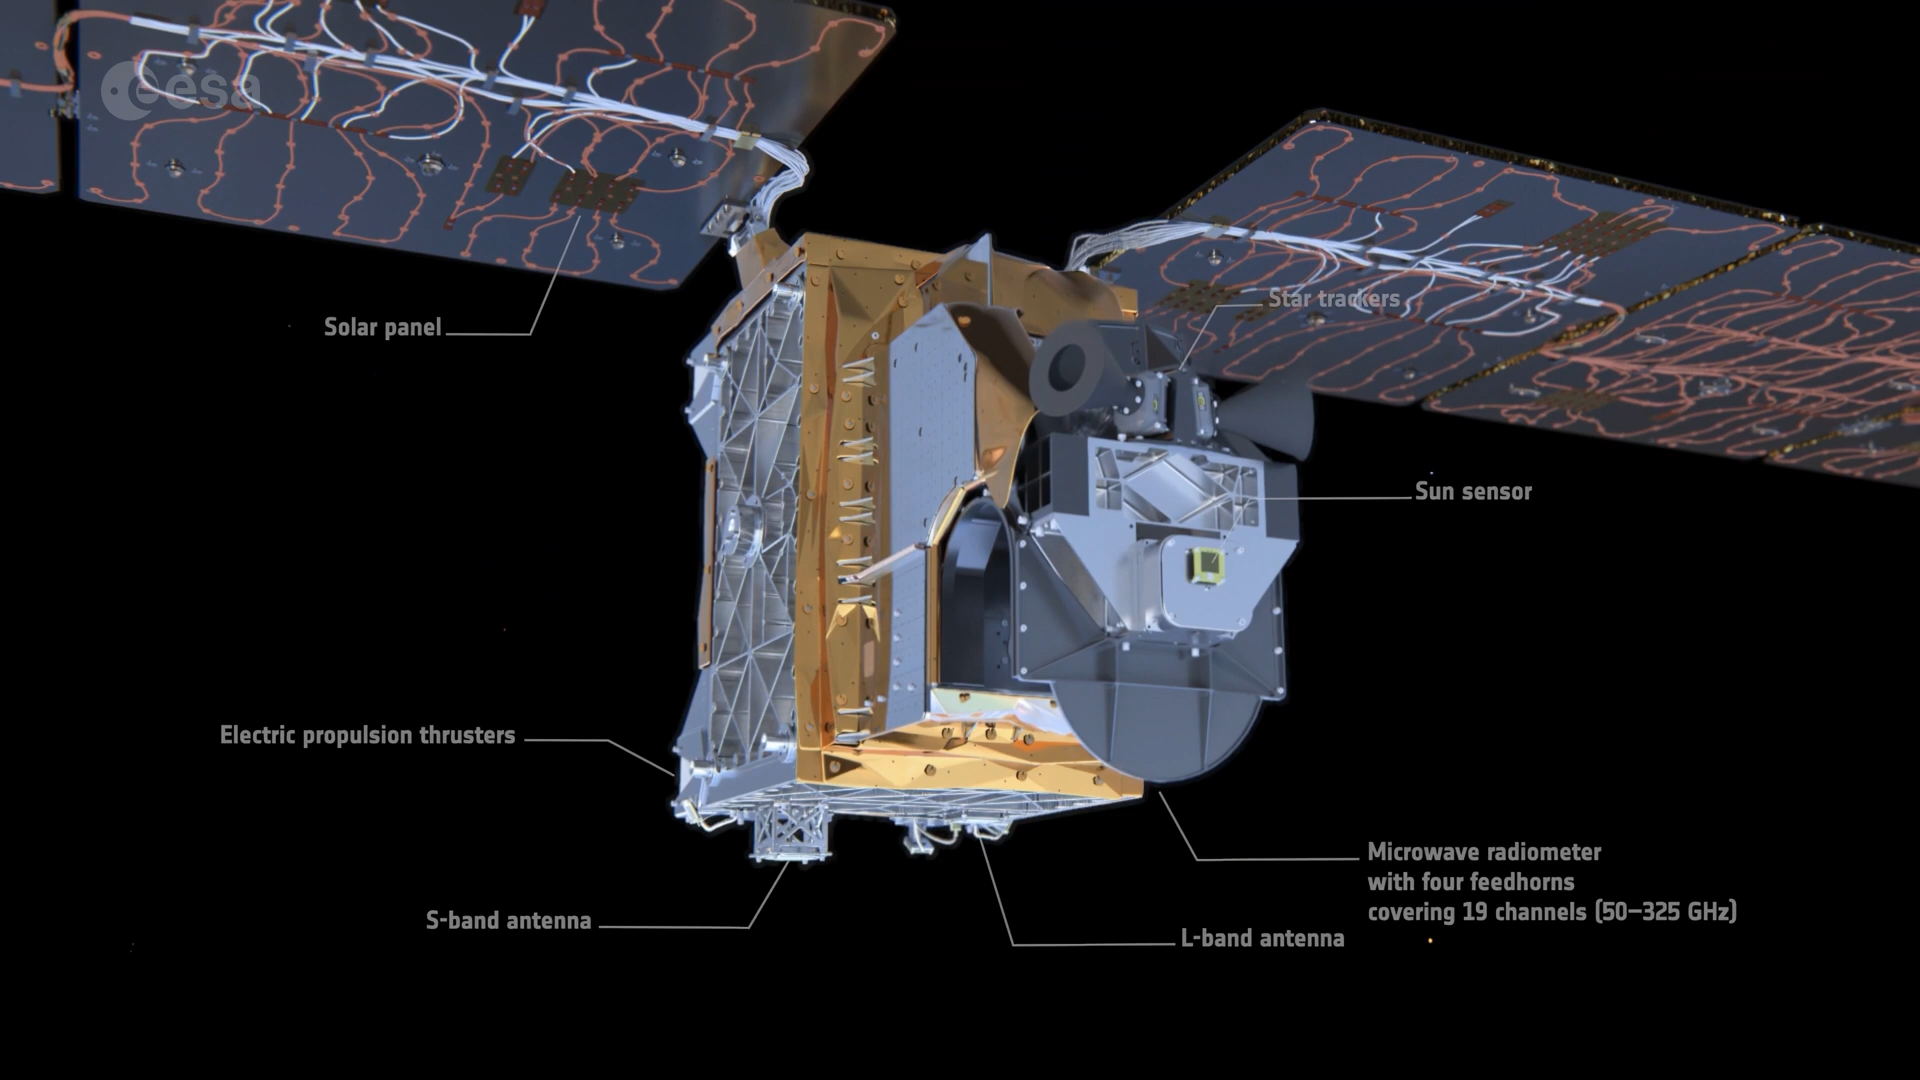 eesa
Star trackers
Solar panel
Sun sensor
Electric propulsion thrusters
Microwave radiometer
with four feedhorns
covering 19 channels (50–325 GHz)
S-band antenna
L-band antenna